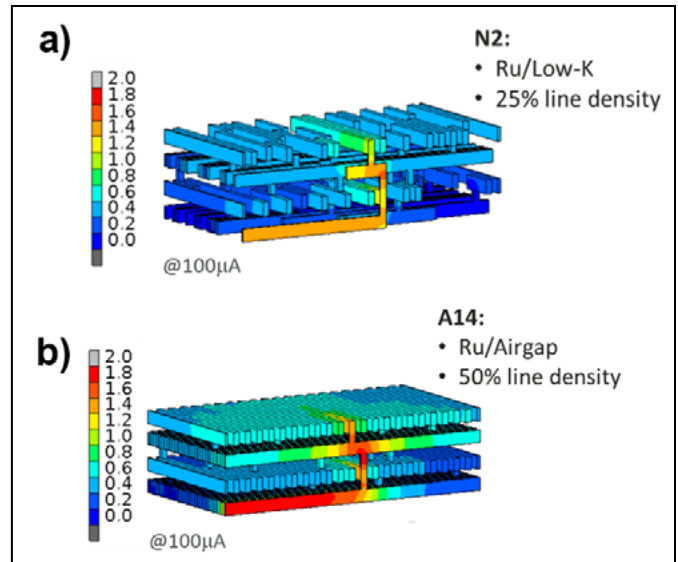 a)
N2:
• Ru/Low-K
• 25% line density
2.0
1.8
1.6
1.4
1.2
1.0
0.8
0.6
0.4
0.2
0.0
@100μA
A14:
• Ru/Airgap
• 50% line density
b)
2.0
1.8
1.6
1.4
1.2
1.0
0.8
0.6
0.4
0.2
0.0
@100μA